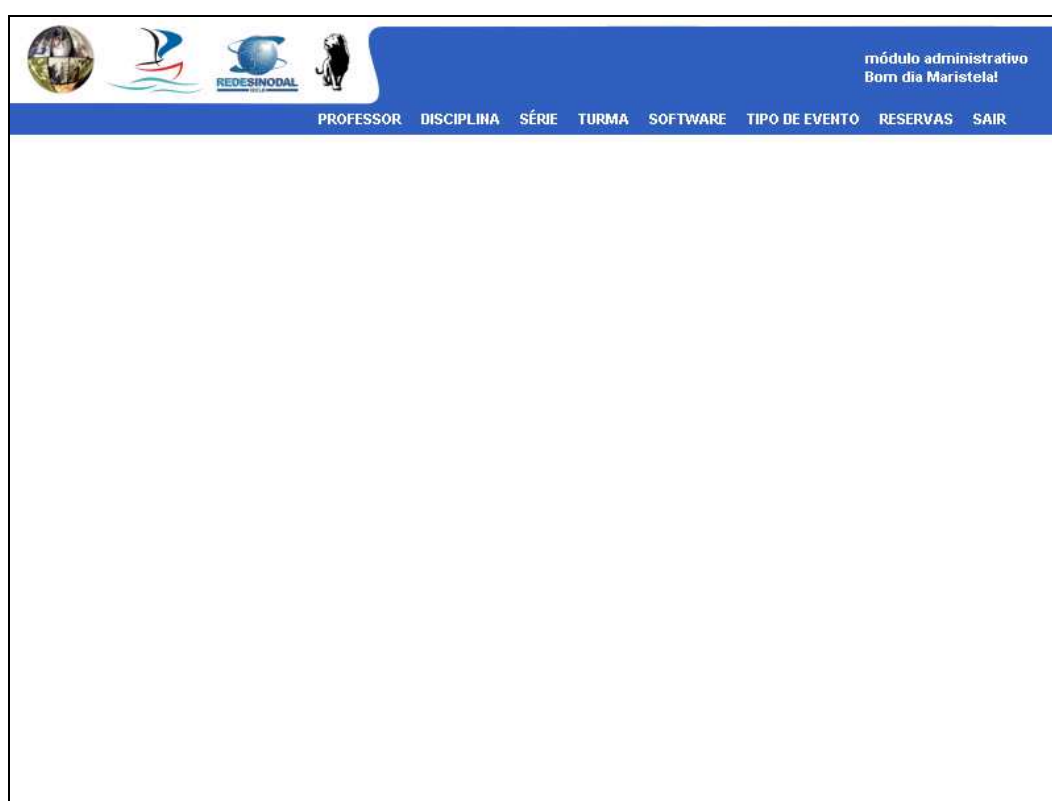 REDESINODAL
módulo administrativo
Bom dia Maristela!
PROFESSOR DISCIPLINA SÉRIE TURMA SOFTWARE TIPO DE EVENTO RESERVAS SAIR